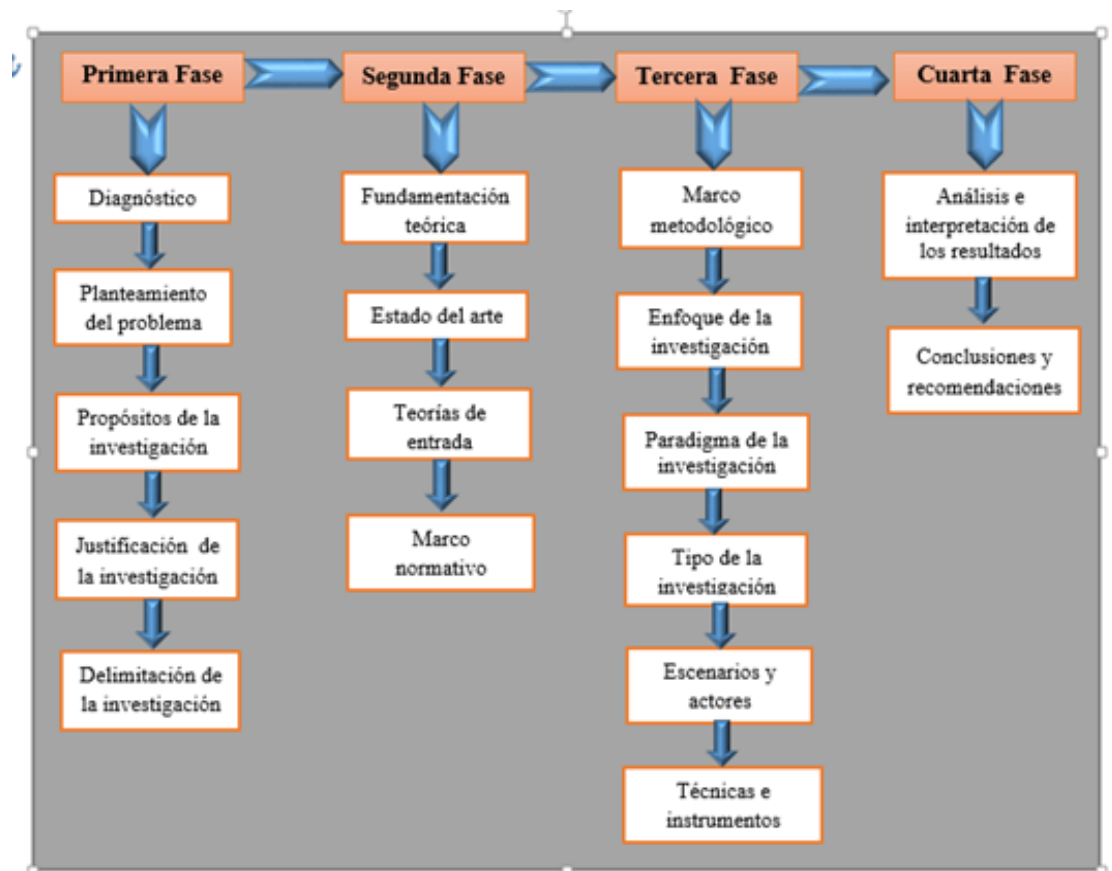 Primera Fase
Segunda Fase
Tercera Fase
Cuarta Fase
Diagnóstico
Planteamiento
del problema
Propósitos de la
investigación
Justificación de
la investigación
Delimitación de
la investigación
Fundamentación
teórica
Estado del arte
Teorías de
entrada
Marco
normativo
Marco
metodológico
Enfoque de la
investigación
Paradigma de la
investigación
Tipo de la
investigación
Escenarios y
actores
Técnicas e
instrumentos
Análisis e
interpretación de
los resultados
Conclusiones y
recomendaciones